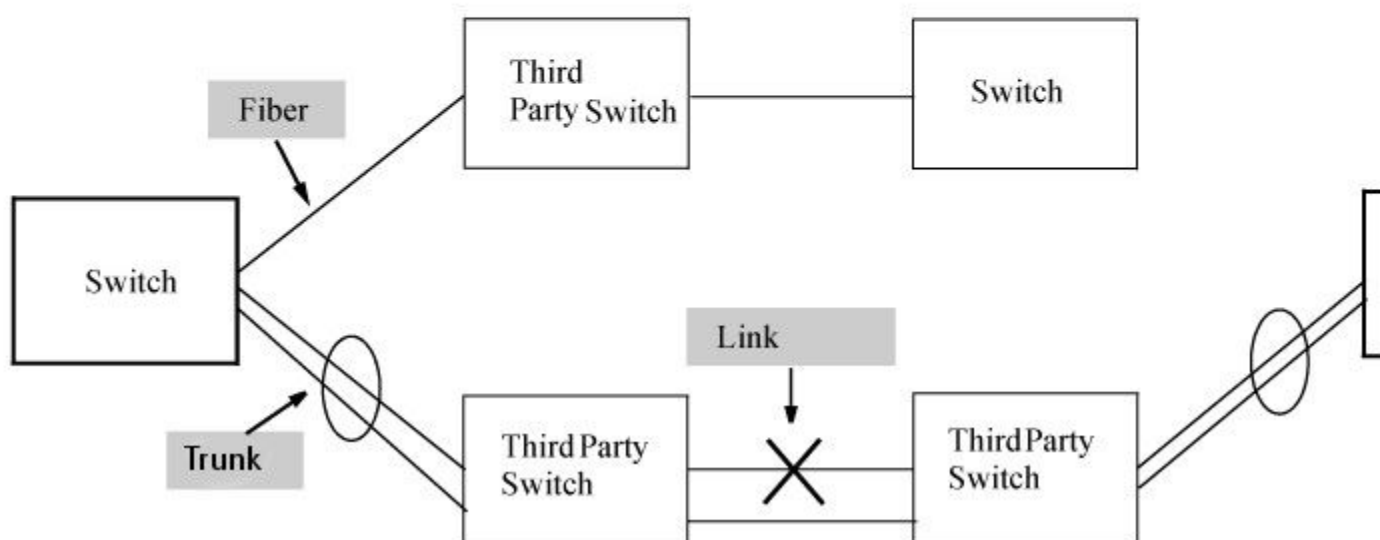 Third
Party Switch
Switch
Fiber
Switch
Link
Trunk
Third Party
Switch
Third Party
Switch